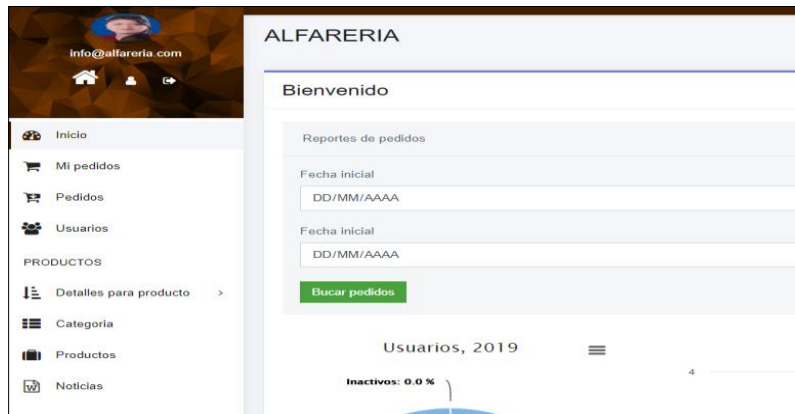 info@alfareria.com
Inicio
Mi pedidos
Pedidos
Usuarios
PRODUCTOS
Detalles para producto
Categoria
Productos
Noticias
ALFARERIA
Bienvenido
Reportes de pedidos
Fecha inicial
DD/MM/AAAA
Fecha inicial
DD/MM/AAAA
Bucar pedidos
Usuarios, 2019
Inactivos: 0.0 %
4